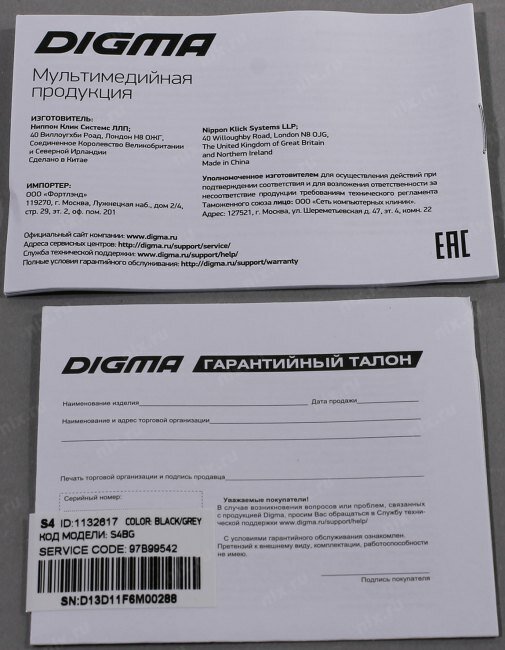 DIGMA
Мультимедийная
продукция
ИЗГОТОВИТЕЛЬ:
Ниппон Клик Системс ЛЛП;
40 Виллоугхби Роад, Лондон Н8 0ЖГ,
Соединенное Королевство Великобритании
и Северной Ирландии
Сделано в Китае
Nippon Klick Systems LLP;
40 Willoughby Road, London N8 0JG,
The United Kingdom of Great Britain
and Northern Ireland
Made in China
ИМПОРТЕР:
ООО «Фортлэнд»
119270, г. Москва, Лужнецкая наб., дом 2/4,
стр. 29, эт. 2, оф. пом. 201
Уполномоченное изготовителем для осуществления действий при
подтверждении соответствия и для возложения ответственности за
несоответствие продукции требованиям технического регламента
Таможенного союза лицо: ООО «Сеть компьютерных клиник».
Адрес: 127521, г. Москва, ул. Шереметьевская д. 47, эт. 4, комн. 22
Официальный сайт компании: www.digma.ru
Адреса сервисных центров: http://digma.ru/support/service/
Служба технической поддержки: www.digma.ru/support/help/
Полные условия гарантийного обслуживания: http://digma.ru/support/warranty
EAC
DIGMA ГАРАНТИЙНЫЙ ТАЛОН
Наименование изделия Дата продажи
Наименование и адрес торговой организации
Печать торговой организации и подпись продавца
Серийный номер:
Уважаемые покупатели!
В случае возникновения вопросов или проблем, связанных
с продукцией Digma, просим Вас обращаться в Службу техни-
ческой поддержки www.digma.ru/support/help/
С условиями гарантийного обслуживания ознакомлен.
Претензий к внешнему виду, комплектации, работоспособности
не имею.
Подпись покупателя
S4 ID:1132617 COLOR: BLACK/GREY
КОД МОДЕЛИ: S4BG
SERVICE CODE: 97B99542
SN:D13D11F6M00288